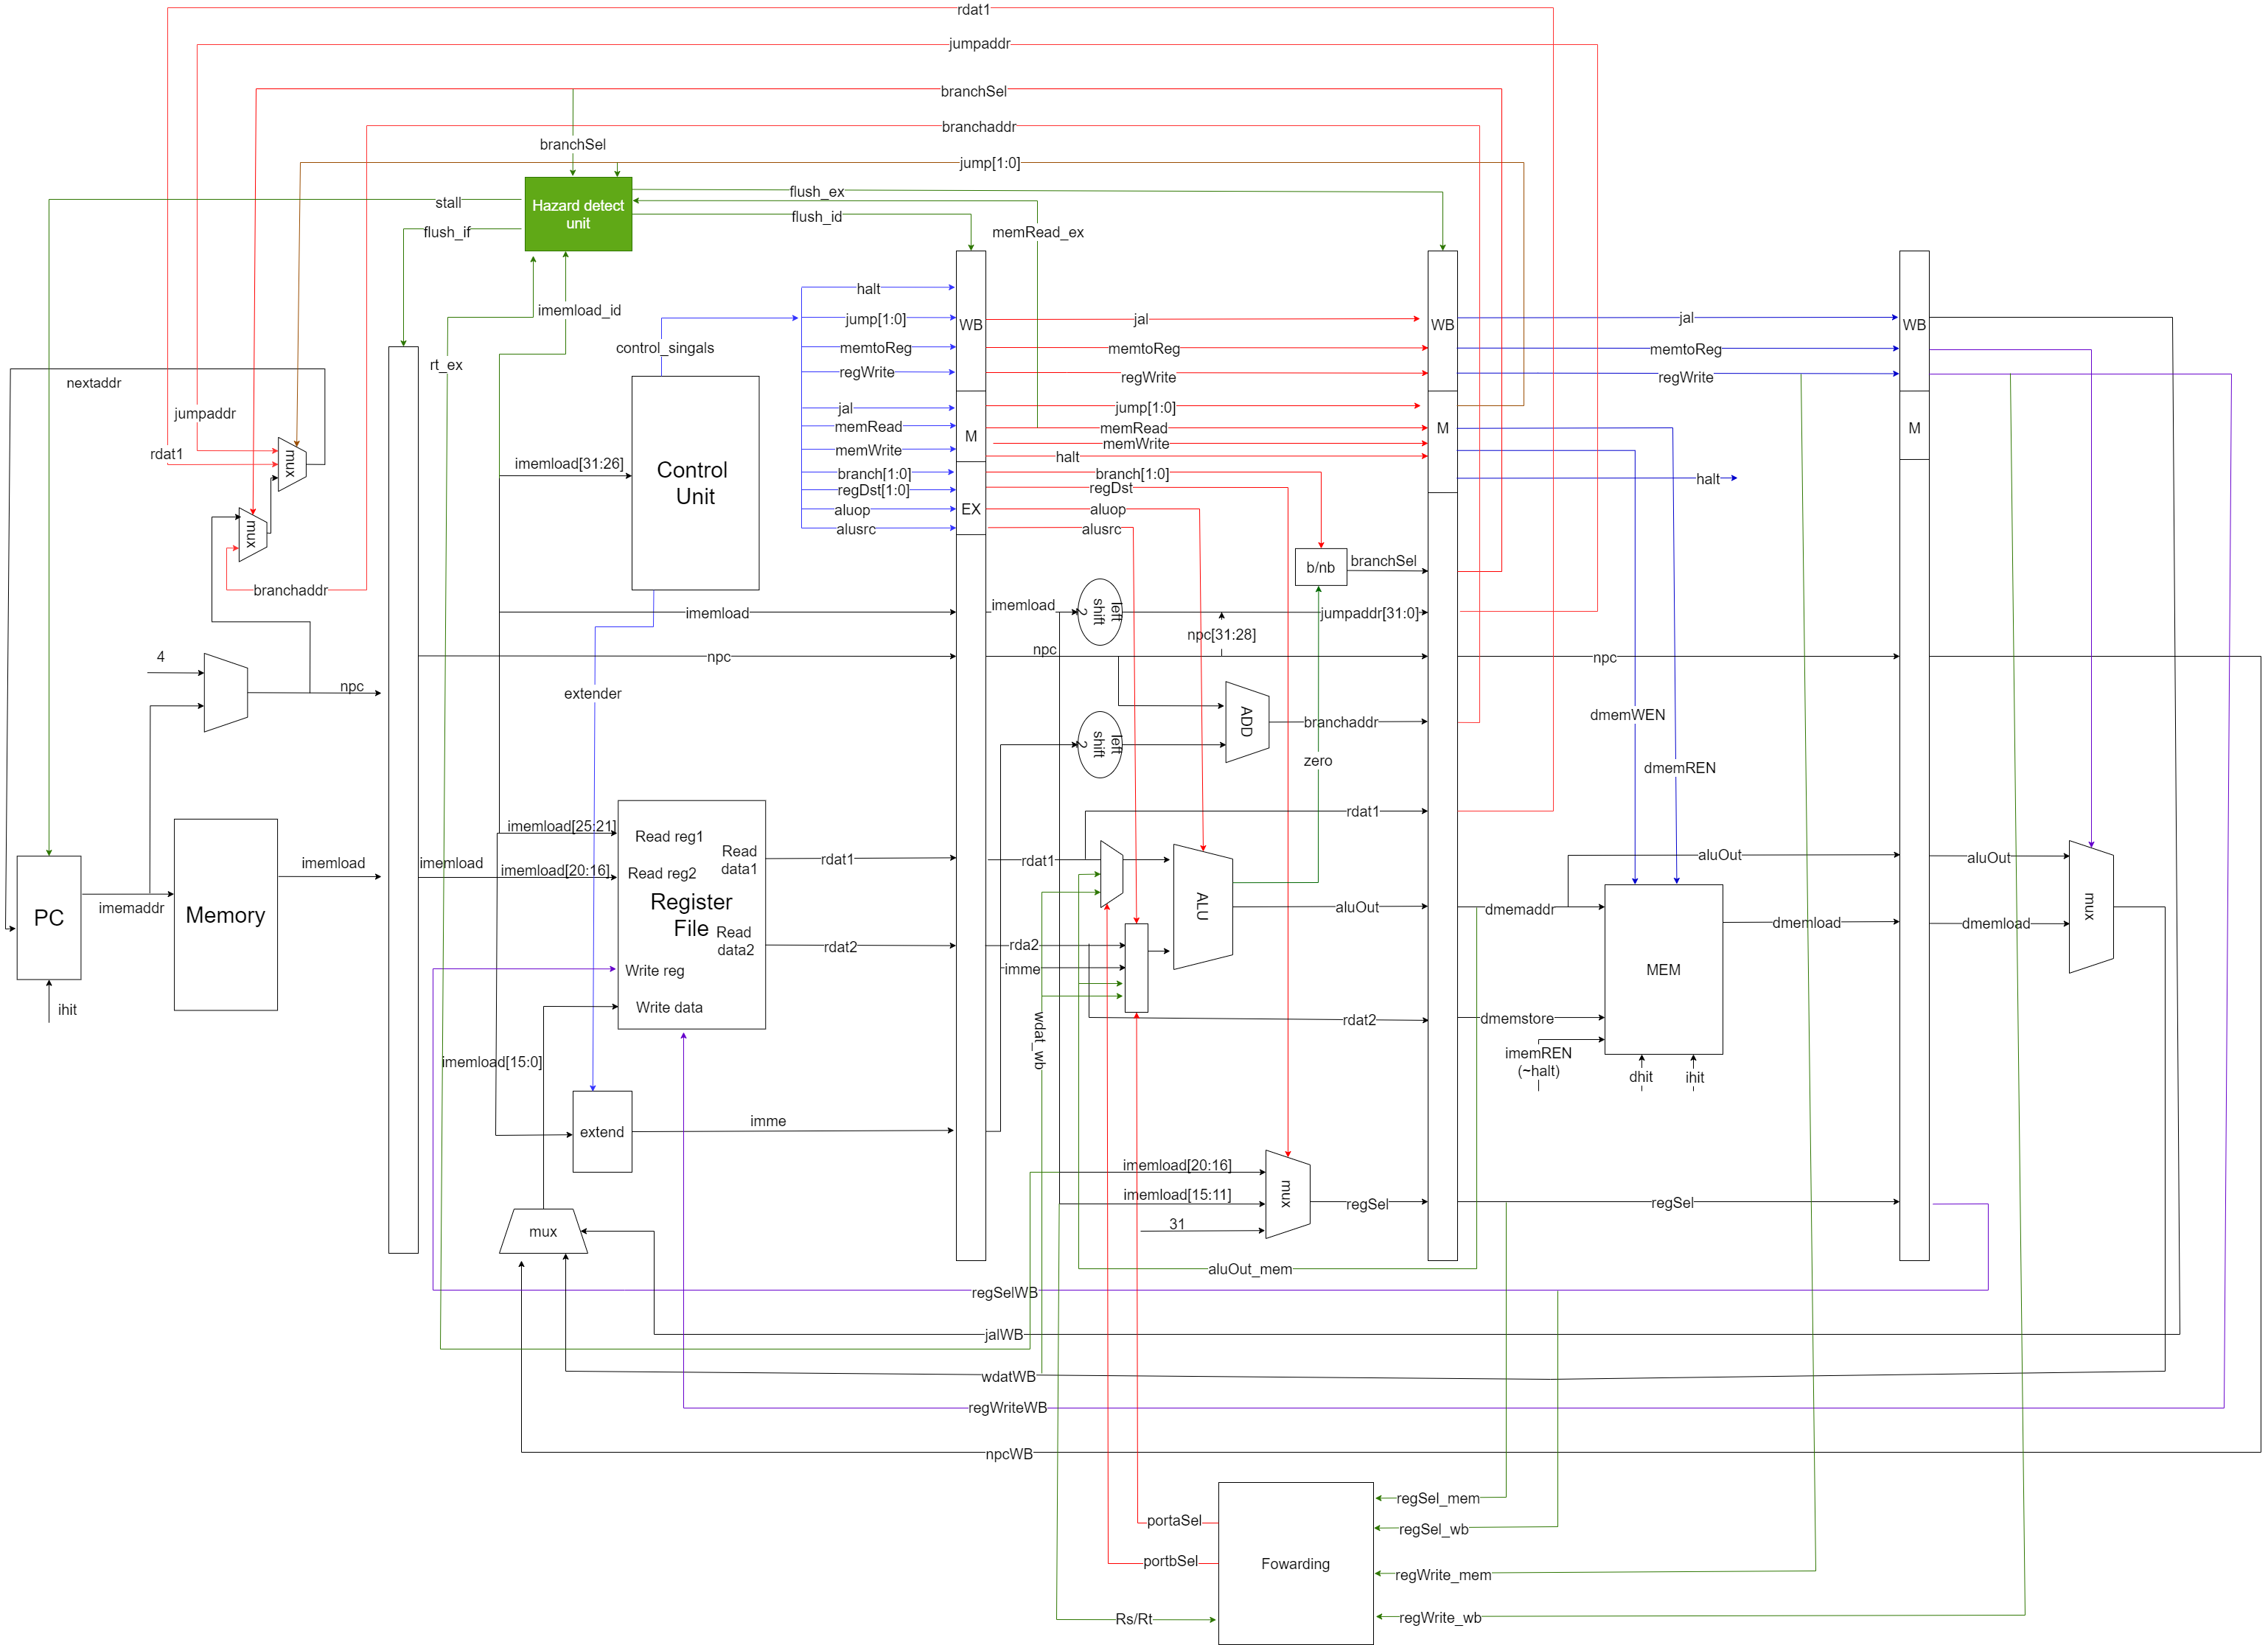 rdat1
jumpaddr
branchSel
branchaddr
branchSel
jump[1:0]
flush_ex
stall
Hazard detect
unit
flush_id
flush_if
memRead_ex
halt
imemload_id
jump[1:0]
WB
jal
WB
jal
WB
control_singals
memtoReg
memtoReg
memtoReg
rt_ex
regWrite
regWrite
regWrite
nextaddr
jumpaddr
jal
jump[1:0]
memRead
memRead
M
M
M
memWrite
memWrite
rdat1
mux
imemload[31:26]
Control
Unit
halt
branch[1:0]
branch[1:0]
halt
regDst[1:0]
regDst
aluop
EX
aluop
mux
alusrc
alusrc
b/nb
branchSel
branchaddr
imemload
imemload
left
shift
2
jumpaddr[31:0]
npc[31:28]
4
npc
npc
npc
npc
extender
dmemWEN
left
shift
2
ADD
branchaddr
zero
dmemREN
imemload[25:21]
Read reg1
rdat1
Read
data1
rdat1
rdat1
aluOut
aluOut
imemload
imemload
imemload[20:16]
Read reg2
Register
File
ALU
aluOut
dmemaddr
mux
imemaddr
PC
Memory
Read
data2
rdat2
rda2
dmemload
dmemload
imme
MEM
Write reg
Write data
ihit
wdat_wb
rdat2
dmemstore
imemREN
(~halt)
dhit
ihit
imemload[15:0]
extend
imme
imemload[20:16]
imemload[15:11]
mux
regSel
regSel
31
mux
aluOut_mem
regSelWB
jalWB
wdatWB
regWriteWB
npcWB
regSel_mem
portaSel
regSel_wb
portbSel
Fowarding
regWrite_mem
Rs/Rt
regWrite_wb